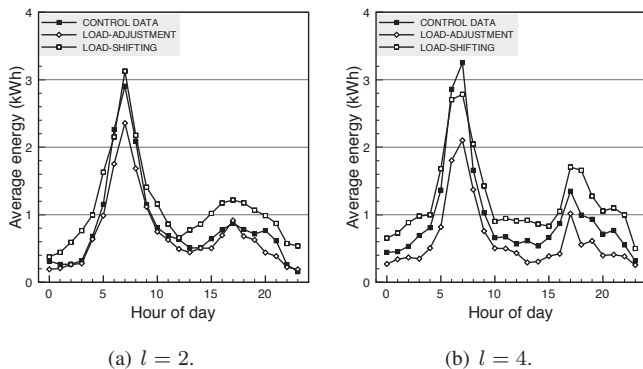 CONTROL DATA
LOAD-ADJUSTMENT
LOAD-SHIFTING
Average energy (kWh)
4
3
2
1
0
0 5 10 15 20
Hour of day
(a) l = 2.
CONTROL DATA
LOAD-ADJUSTMENT
LOAD-SHIFTING
Average energy (kWh)
4
3
2
1
0
0 5 10 15 20
Hour of day
(b) l = 4.